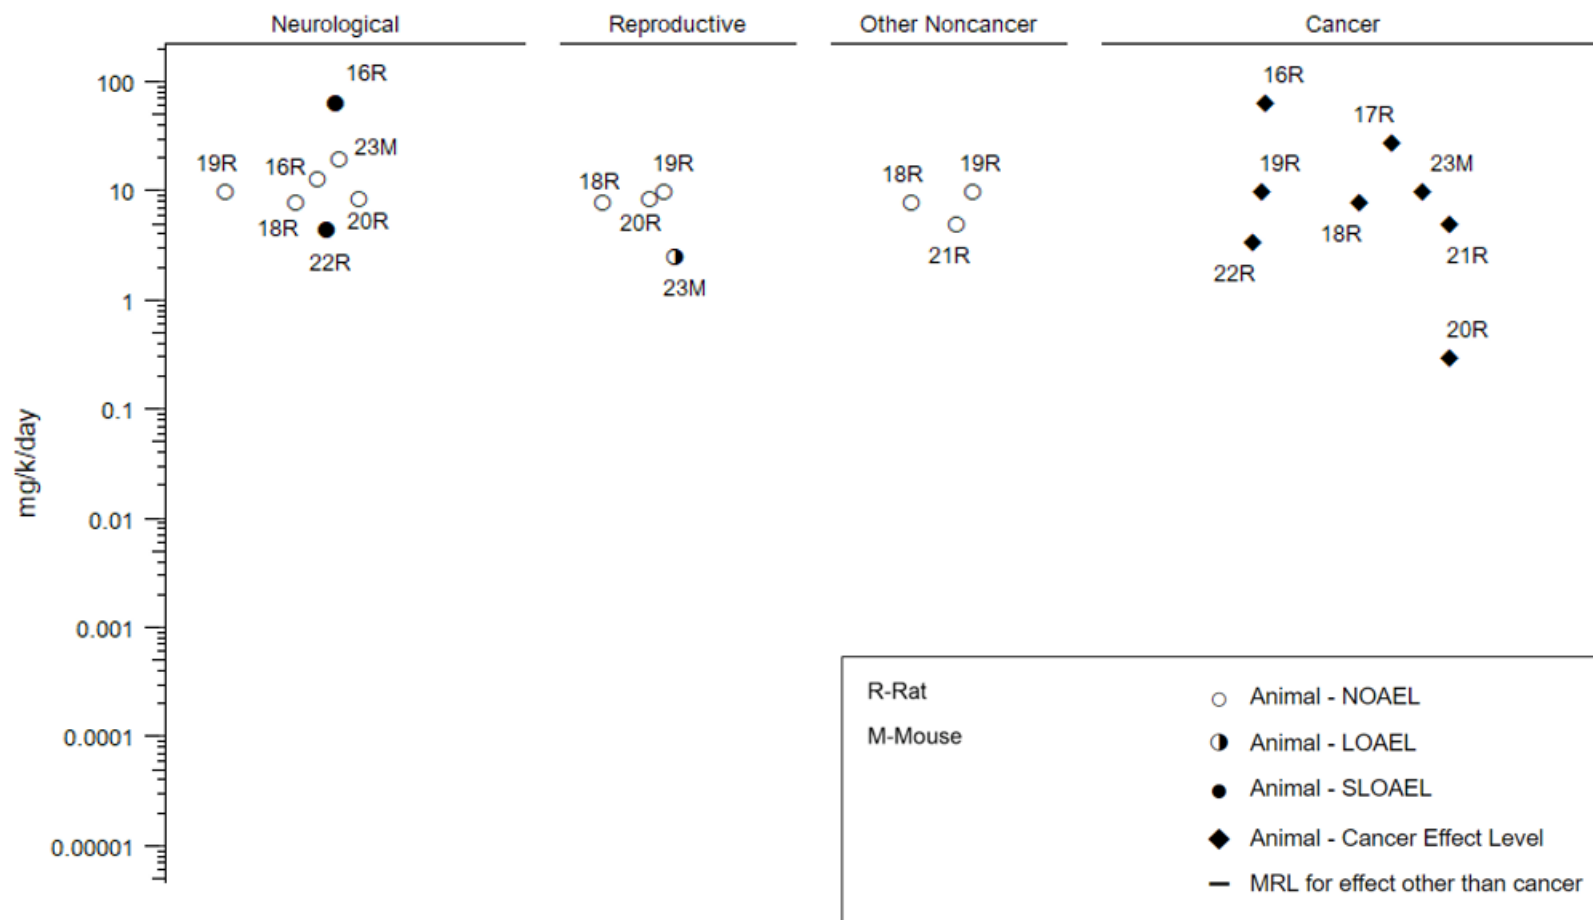 Neurological Reproductive Other Noncancer Cancer
16R 16R
100
17R
23M
19R 16R 19R 19R 19R 23M
18R 18R
10
18R 20R 20R 18R
22R 21R 21R
23M 22R
1
20R
0.1
mg/k/day
0.01
0.001
R-Rat Animal - NOAEL
M-Mouse Animal - LOAEL
0.0001
Animal - SLOAEL
Animal - Cancer Effect Level
0.00001
MRL for effect other than cancer